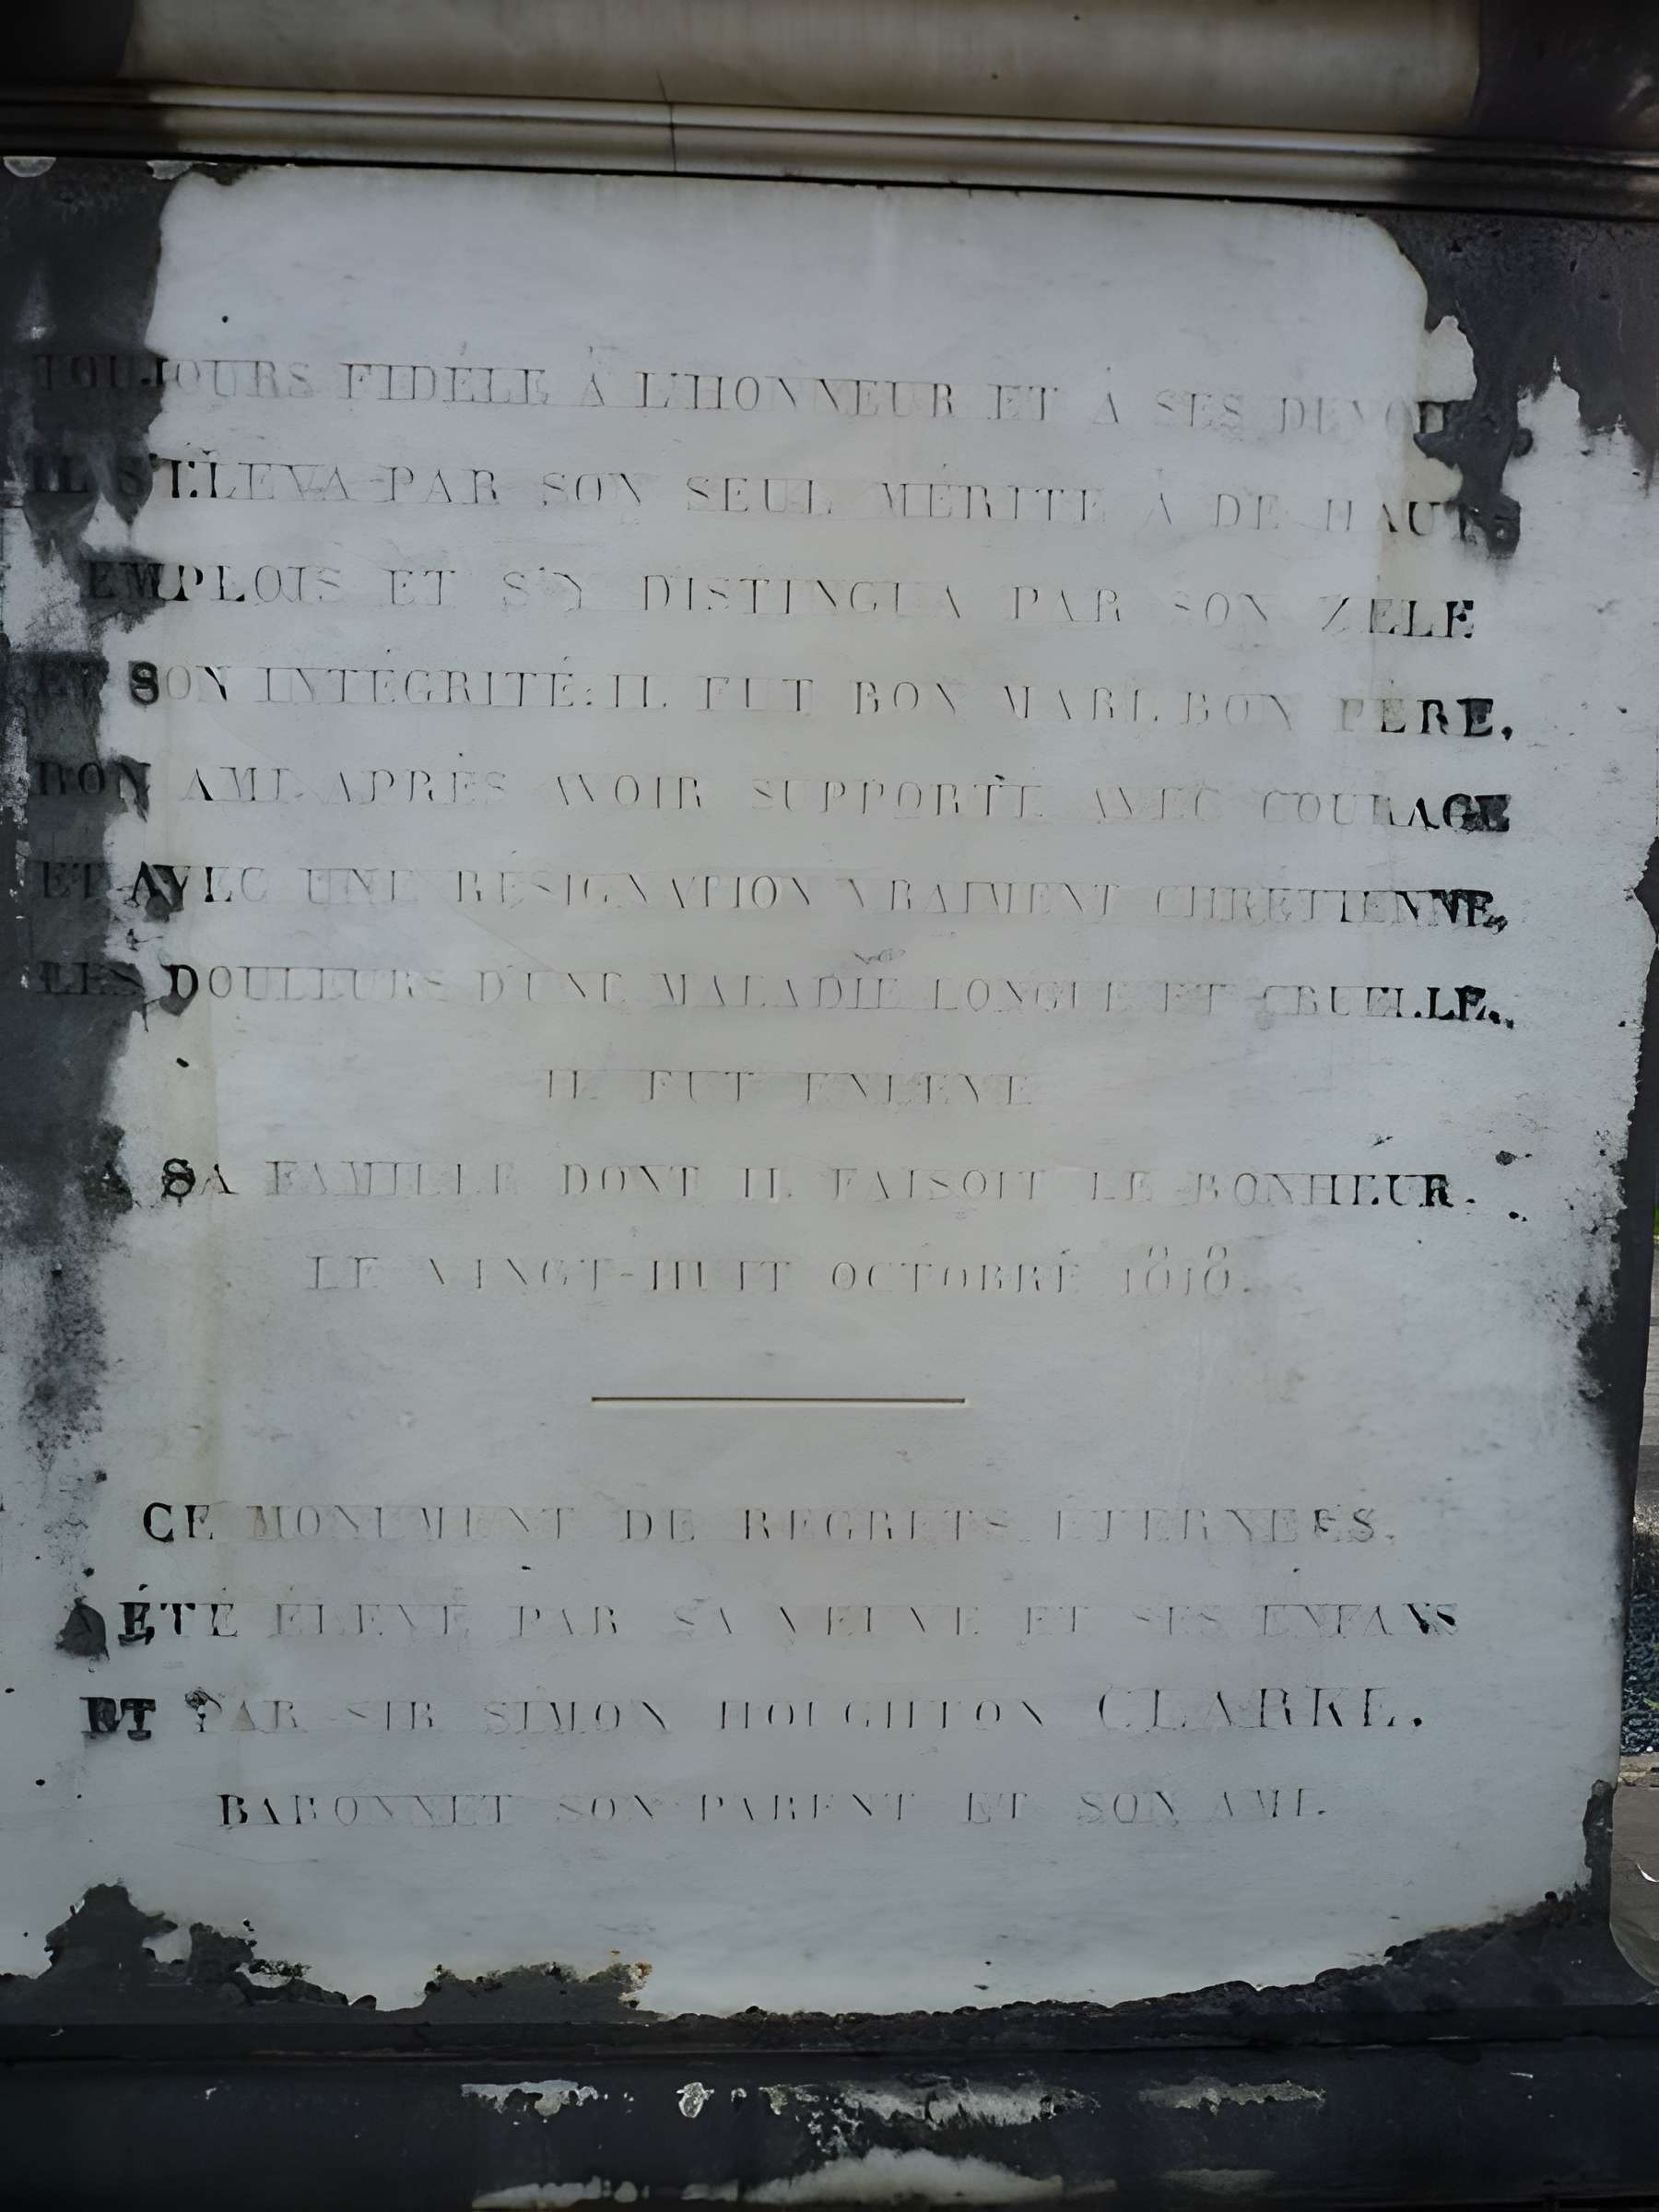 TOUJOURS FIDÈLE À L'HONNEUR ET À SES DEVOIRS
IL S'ÉLEVA PAR SON SEUL MÉRITE À DE HAUTS
EMPLOIS ET S'Y DISTINGUA PAR SON ZELE
ET SON INTÉGRITÉ: IL FUT BON MARI, BON PÈRE,
BON AMI. APRÈS AVOIR SUPPORTÉ AVEC COURAGE
ET AVEC UNE RÉSIGNATION VRAIMENT CHRÉTIENNE,
LES DOULEURS D'UNE MALADIE LONGUE ET CRUELLE.
IL FUT ENLEVÉ
À SA FAMILLE DONT IL FAISOIT LE BONHEUR.
LE VINGT-HUIT OCTOBRE 1818.
CE MONUMENT DE REGRETS ÉTERNELS.
A ÉTÉ ÉLEVÉ PAR SA VEUVE ET SES ENFANS
ET PAR SIR SIMON HOUGHTON CLARKE.
BARONNET SON PARENT ET SON AMI.